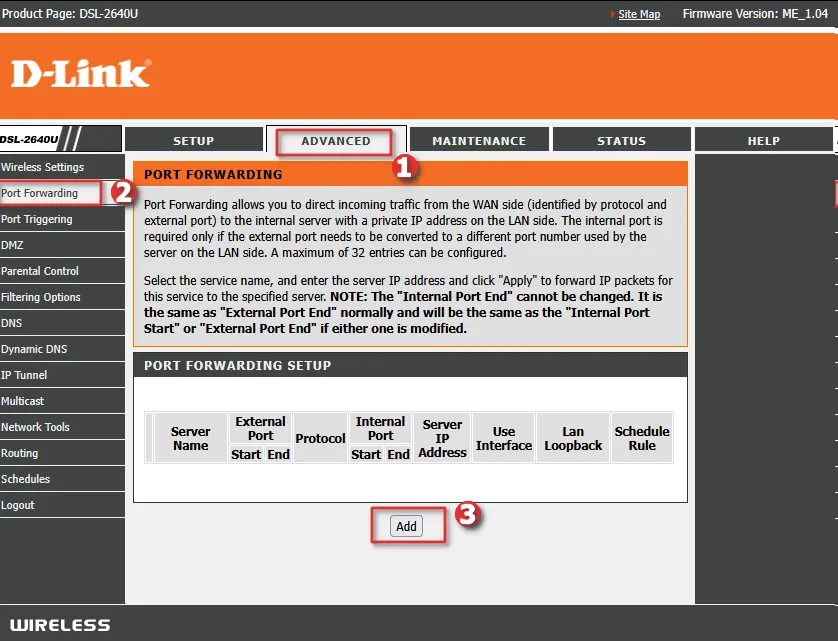 Product Page: DSL-2640U
Site Map
Firmware Version: ME_1.04
D-Link
DSL-2640U
SETUP
ADVANCED
MAINTENANCE
STATUS
HELP
1
Wireless Settings
Port Forwarding
2
Port Triggering
DMZ
Parental Control
Filtering Options
DNS
Dynamic DNS
IP Tunnel
Multicast
Network Tools
Routing
Schedules
Logout
PORT FORWARDING
Port Forwarding allows you to direct incoming traffic from the WAN side (identified by protocol and
external port) to the internal server with a private IP address on the LAN side. The internal port is
required only if the external port needs to be converted to a different port number used by the
server on the LAN side. A maximum of 32 entries can be configured.
Select the service name, and enter the server IP address and click "Apply" to forward IP packets for
this service to the specified server. NOTE: The "Internal Port End" cannot be changed. It is
the same as "External Port End" normally and will be the same as the "Internal Port
Start" or "External Port End" if either one is modified.
PORT FORWARDING SETUP
Server
Name
External
Port
Start End
Protocol
Internal
Port
Start End
Server
IP
Address
Use
Interface
Lan
Loopback
Schedule
Rule
Add
3
WIRELESS